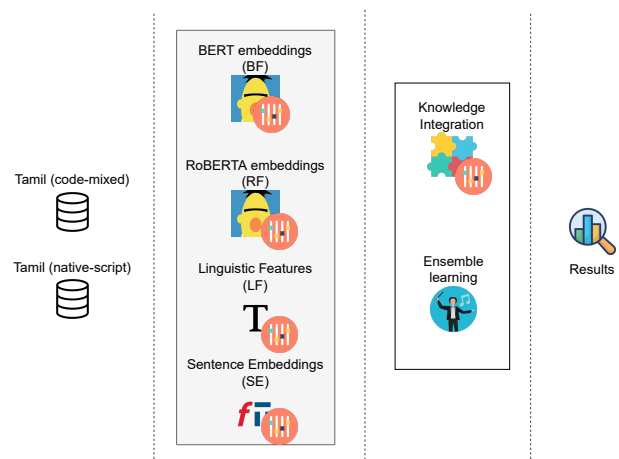 Tamil (code-mixed)
Tamil (native-script)
BERT embeddings
(BF)
RoBERTA embeddings
(RF)
Linguistic Features
(LF)
T
Sentence Embeddings
(SE)
Knowledge
Integration
Ensemble
learning
Results